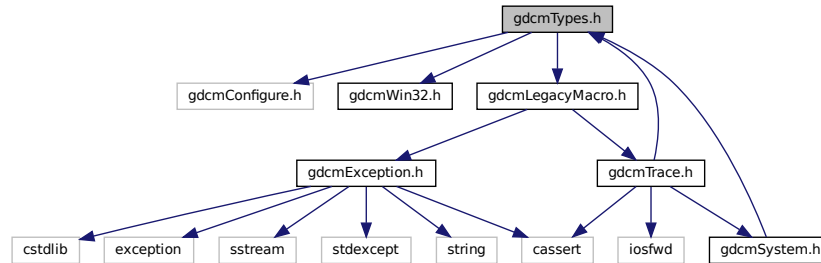 gdcmTypes.h
gdcmConfigure.h
gdcmWin32.h
gdcmLegacyMacro.h
gdcmException.h
gdcmTrace.h
cstdlib
exception
sstream
stdexcept
string
cassert
iosfwd
gdcmSystem.h